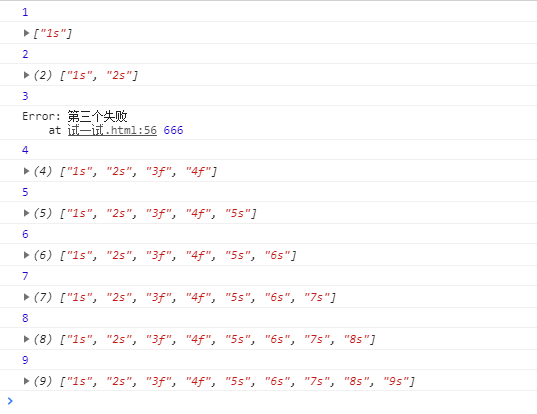 1
["1s"]
2
(2) ["1s", "2s"]
3
Error: 第三个失败
at 试一试.html:56 666
4
(4) ["1s", "2s", "3f", "4f"]
5
(5) ["1s", "2s", "3f", "4f", "5s"]
6
(6) ["1s", "2s", "3f", "4f", "5s", "6s"]
7
(7) ["1s", "2s", "3f", "4f", "5s", "6s", "7s"]
8
(8) ["1s", "2s", "3f", "4f", "5s", "6s", "7s", "8s"]
9
(9) ["1s", "2s", "3f", "4f", "5s", "6s", "7s", "8s", "9s"]